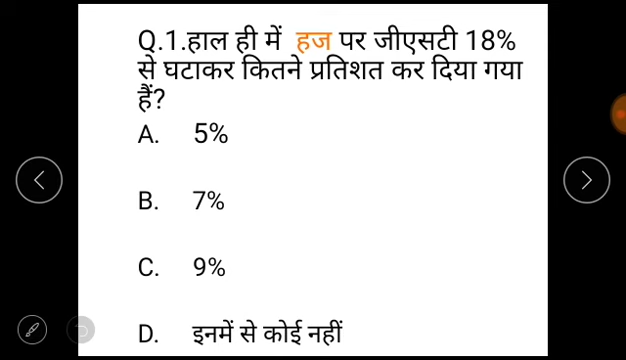 Q.1.हाल ही में हज पर जीएसटी 18%
से घटाकर कितने प्रतिशत कर दिया गया
हैं?
A. 5%
B. 7%
C. 9%
D. इनमें से कोई नहीं